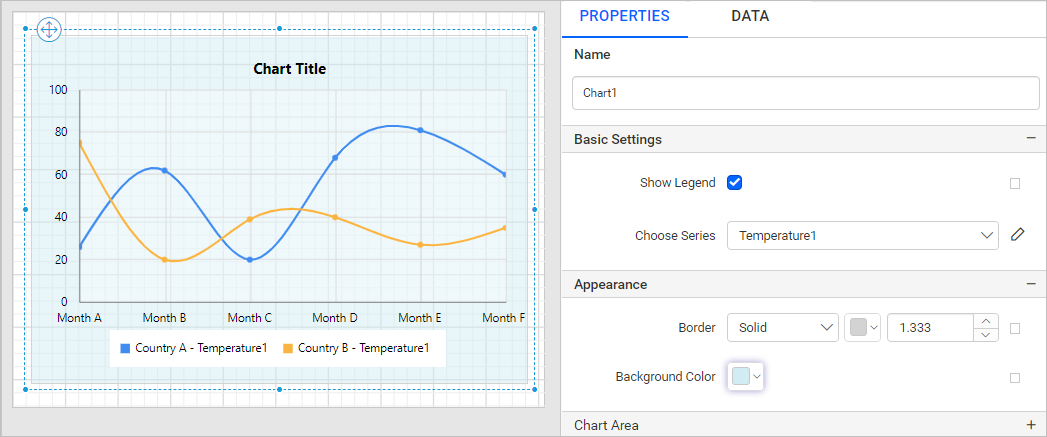 PROPERTIES DATA
Name
Chart1
Basic Settings
Show Legend
Choose Series Temperature1
Appearance
Border Solid 1.333
Background Color
Chart Area
Chart Title
100
80
60
40
20
0
Month A Month B Month C Month D Month E Month F
Country A - Temperature1 Country B - Temperature1